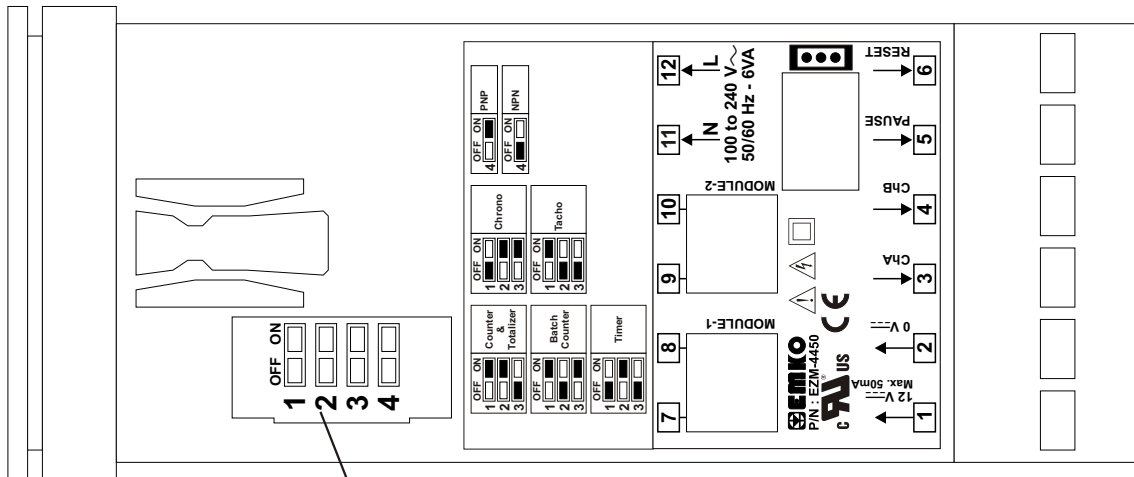 OFF ON
1
2
3
4
PNP
OFF ON
4
NPN
OFF ON
4
Chrono
OFF ON
1
2
3
Tacho
OFF ON
1
2
3
Counter
&
Totalizer
OFF ON
1
2
3
Batch
Counter
OFF ON
1
2
3
Timer
OFF ON
1
2
3
7
8
9
10
11
12
MODULE-1
MODULE-2
N
L
100 to 240 V
50/60 Hz - 6VA
EMKO
P/N : EZM-4450
C UL US
®
CE
12 V
Max. 50mA
0 V
ChA
ChB
PAUSE
RESET
1
2
3
4
5
6